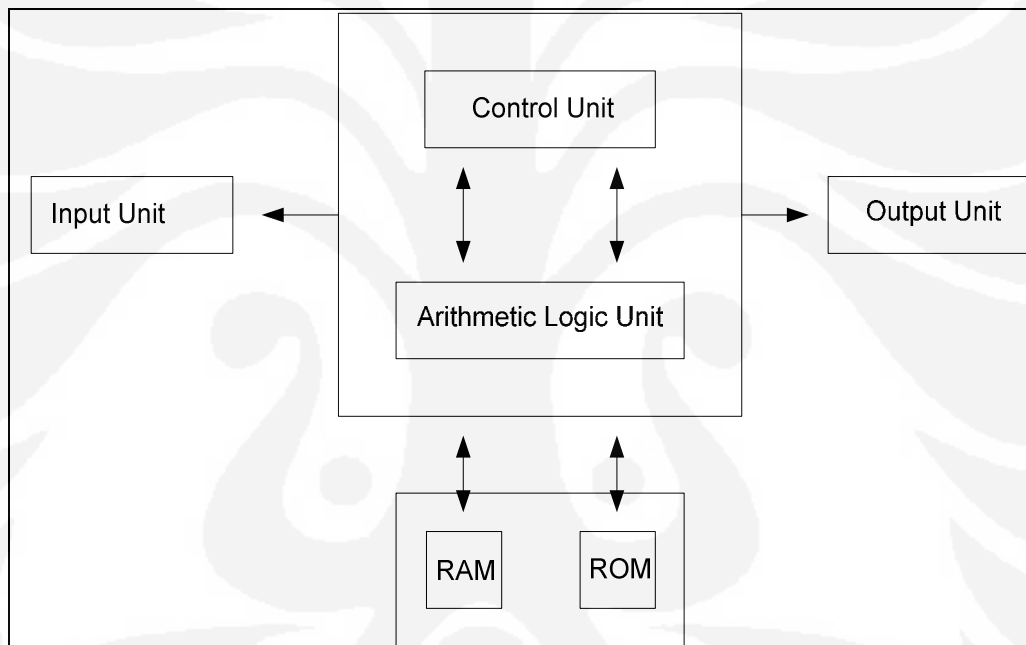 Control Unit
Input Unit
Output Unit
Arithmetic Logic Unit
RAM
ROM